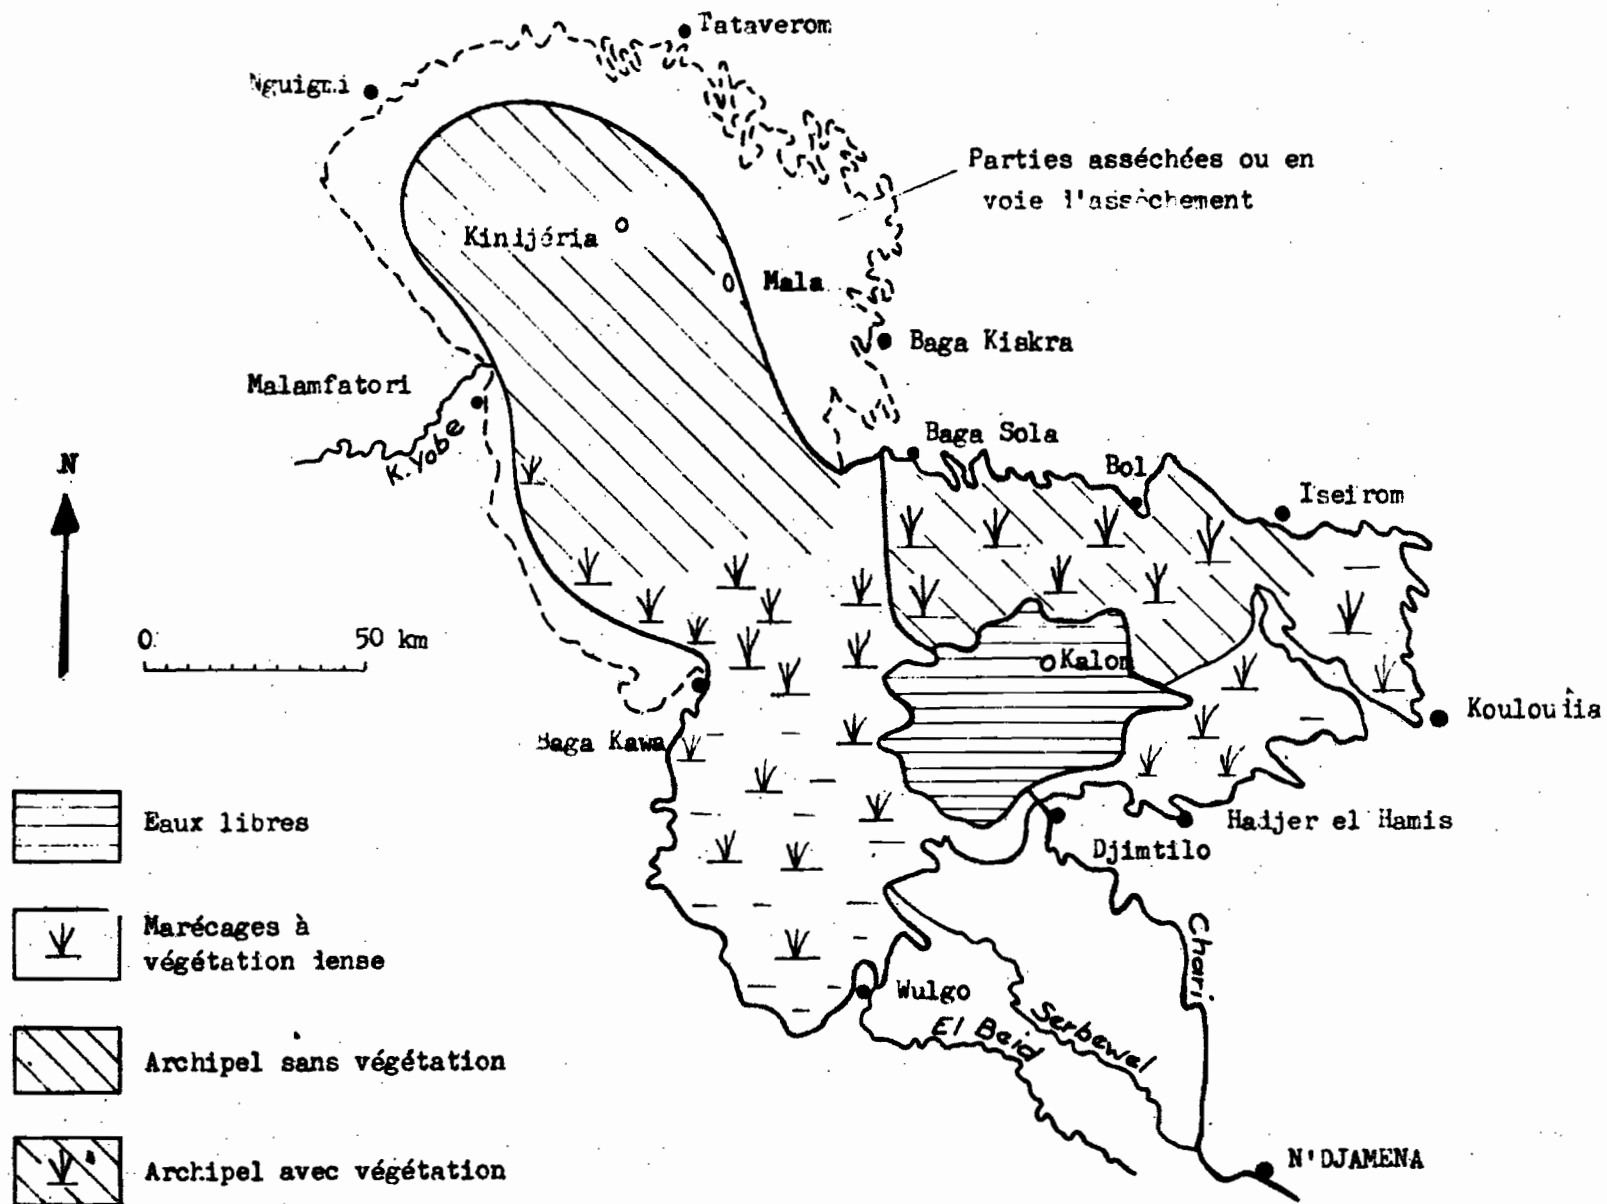 Tataverom
Nguigmi
Parties asséchées ou en
voie d'assèchement
Kinijéria
Mala
Baga Kiskra
Malamfatori
K. Yobe
Baga Sola
Bol
Iseirom
N
0 50 km
Kalom
Kouloudia
Baga Kawa
Eaux libres
Hadjer el Hamis
Djimtilo
Marécages à
végétation dense
Chari
Wulgo
El Beid
Serbewel
Archipel sans végétation
Archipel avec végétation
N'DJAMENA